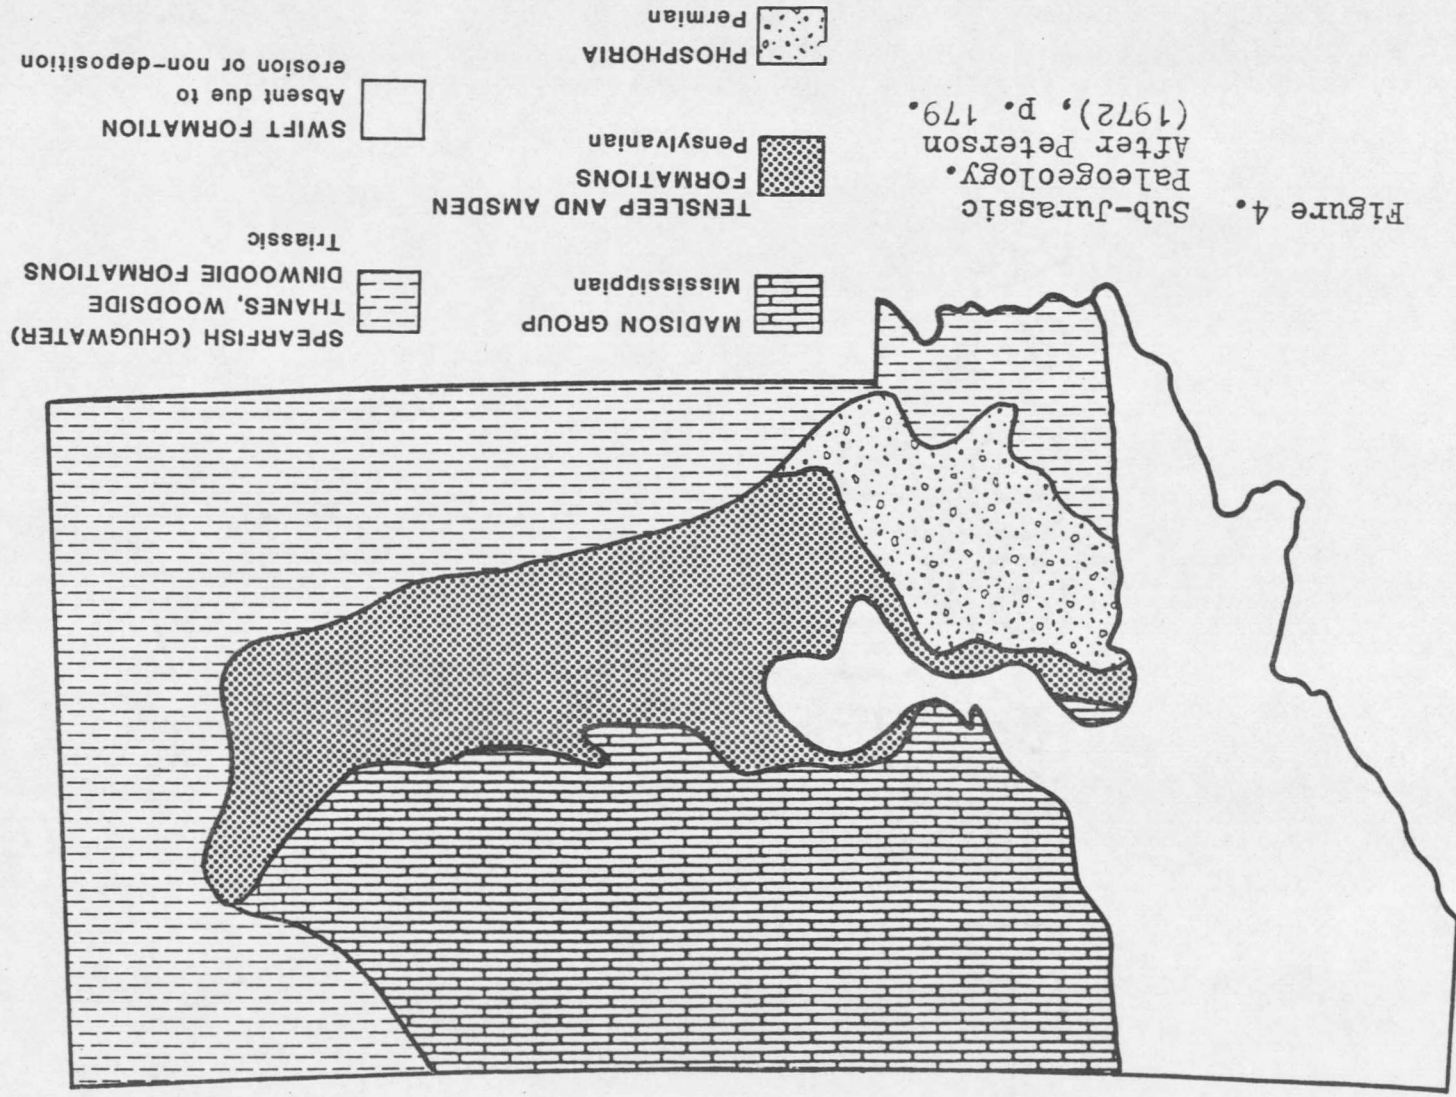 Figure 4. Sub-Jurassic
Paleogeology.
After Peterson
(1972), p. 179.
MADISON GROUP
Mississippian
TENSLEEP AND AMSDEN
FORMATIONS
Pensylvanian
PHOSPHORIA
Permian
SPEARFISH (CHUGWATER)
THANES, WOODSIDE
DINWOODIE FORMATIONS
Triassic
SWIFT FORMATION
Absent due to
erosion or non-deposition